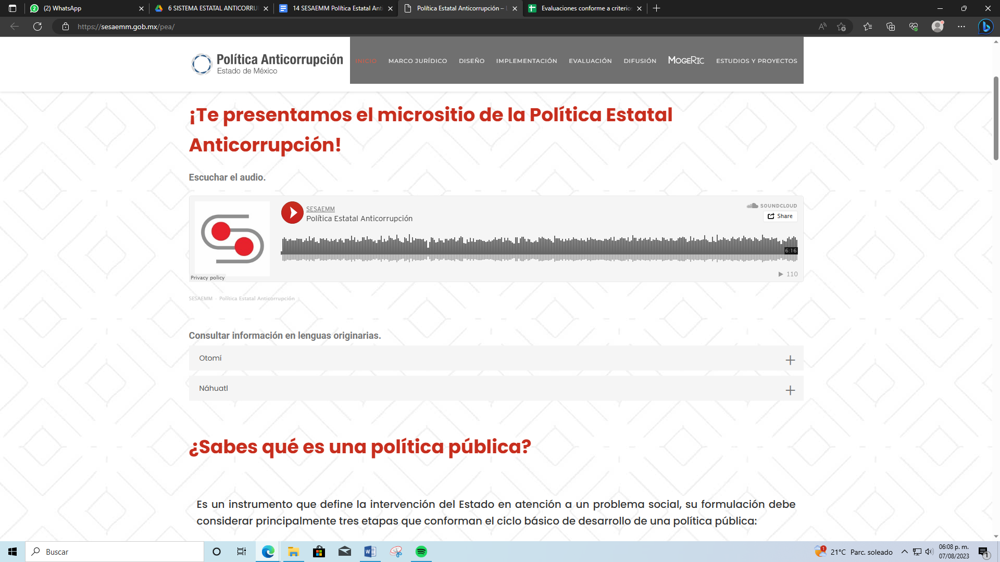 (2) WhatsApp
6 SISTEMA ESTATAL ANTICORRU
14 SESAEMM Política Estatal Anti
Política Estatal Anticorrupción –
Evaluaciones conforme a criterio
https://sesaemm.gob.mx/pea/
Política Anticorrupción
Estado de México
INICIO
MARCO JURÍDICO
DISEÑO
IMPLEMENTACIÓN
EVALUACIÓN
DIFUSIÓN
MOGERIC
ESTUDIOS Y PROYECTOS
¡Te presentamos el micrositio de la Política Estatal
Anticorrupción!
Escuchar el audio.
SESAEMM
Política Estatal Anticorrupción
SOUNDCLOUD
Share
6:16
110
Privacy policy
SESAEMM · Política Estatal Anticorrupción
Consultar información en lenguas originarias.
Otomí
Náhuatl
¿Sabes qué es una política pública?
Es un instrumento que define la intervención del Estado en atención a un problema social, su formulación debe
considerar principalmente tres etapas que conforman el ciclo básico de desarrollo de una política pública:
Buscar
1
21°C Parc. soleado
06:08 p. m.
07/08/2023
1